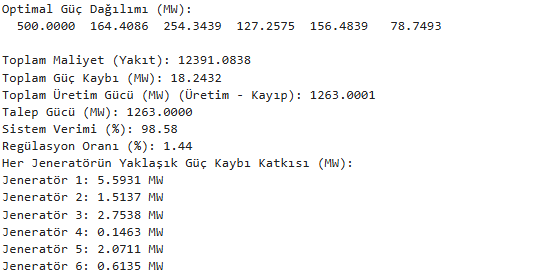 Optimal Güç Dağılımı (MW):
500.0000 164.4086 254.3439 127.2575 156.4839 78.7493
Toplam Maliyet (Yakıt): 12391.0838
Toplam Güç Kaybı (MW): 18.2432
Toplam Üretim Gücü (MW) (Üretim - Kayıp): 1263.0001
Talep Gücü (MW): 1263.0000
Sistem Verimi (%): 98.58
Regülasyon Oranı (%): 1.44
Her Jeneratörün Yaklaşık Güç Kaybı Katkısı (MW):
Jeneratör 1: 5.5931 MW
Jeneratör 2: 1.5137 MW
Jeneratör 3: 2.7538 MW
Jeneratör 4: 0.1463 MW
Jeneratör 5: 2.0711 MW
Jeneratör 6: 0.6135 MW